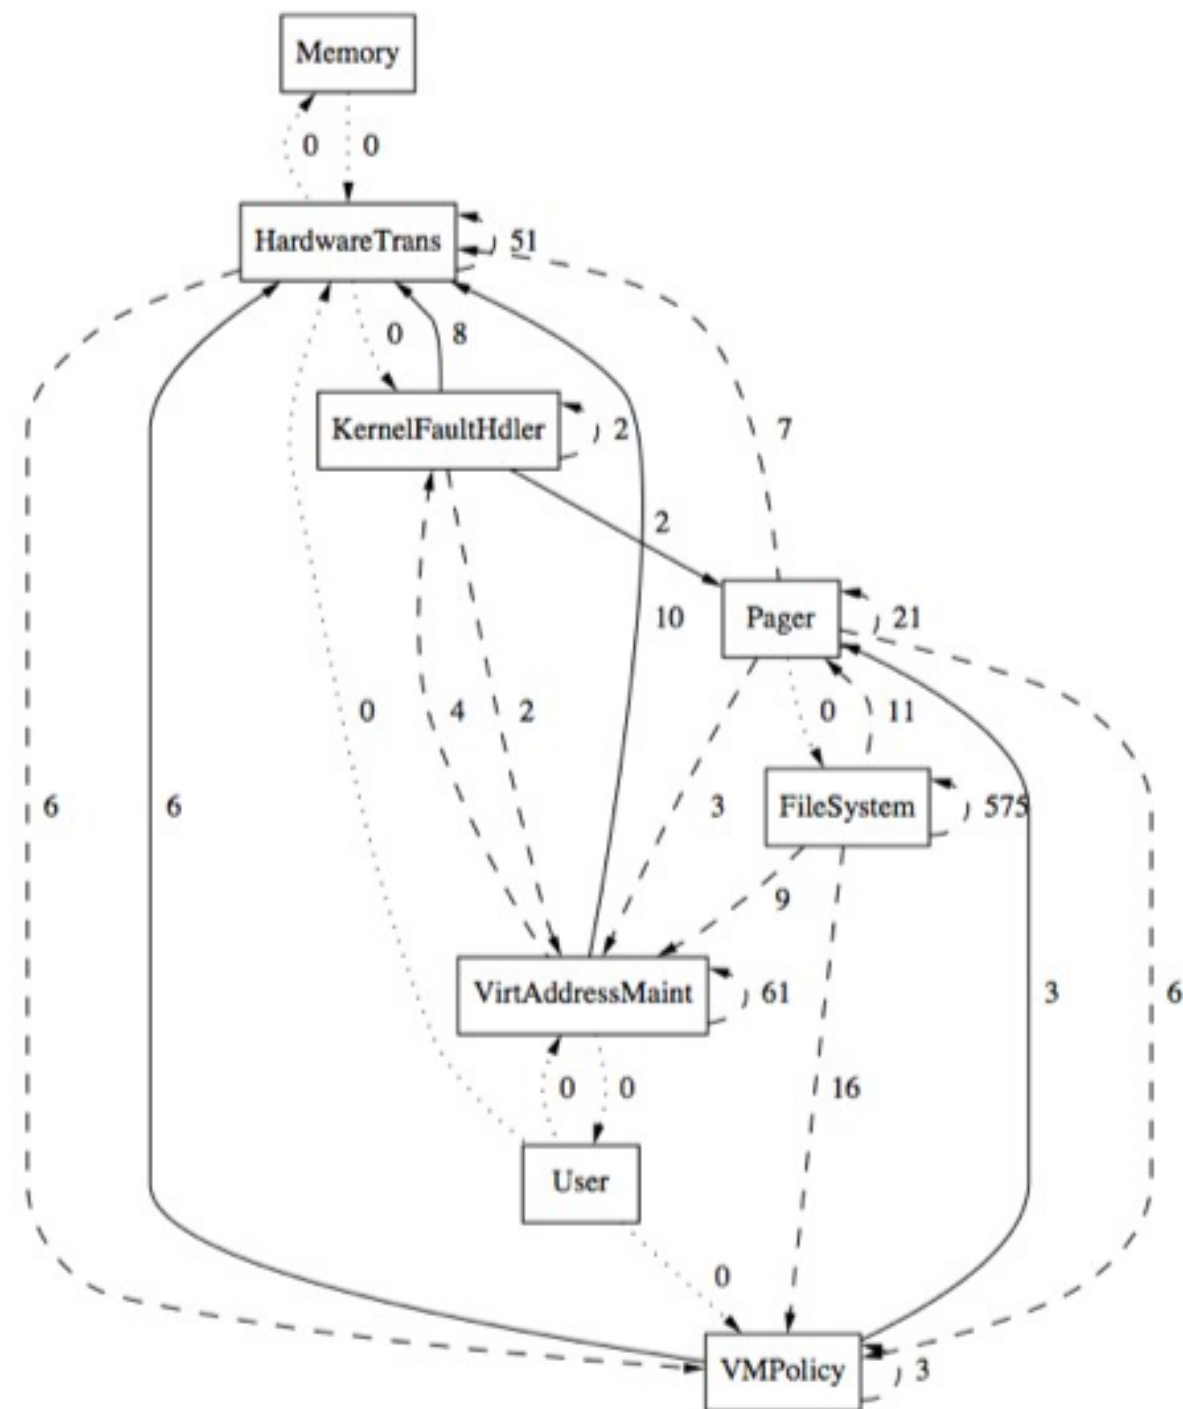 Memory
0 0
HardwareTrans 51
0 8
KernelFaultHdler 2
7
2
Pager 21
10
0 4 2 0 11
6 6 3 FileSystem 575
9
VirtAddressMaint 61 3 6
0 0 16
User
0
VMPolicy 3